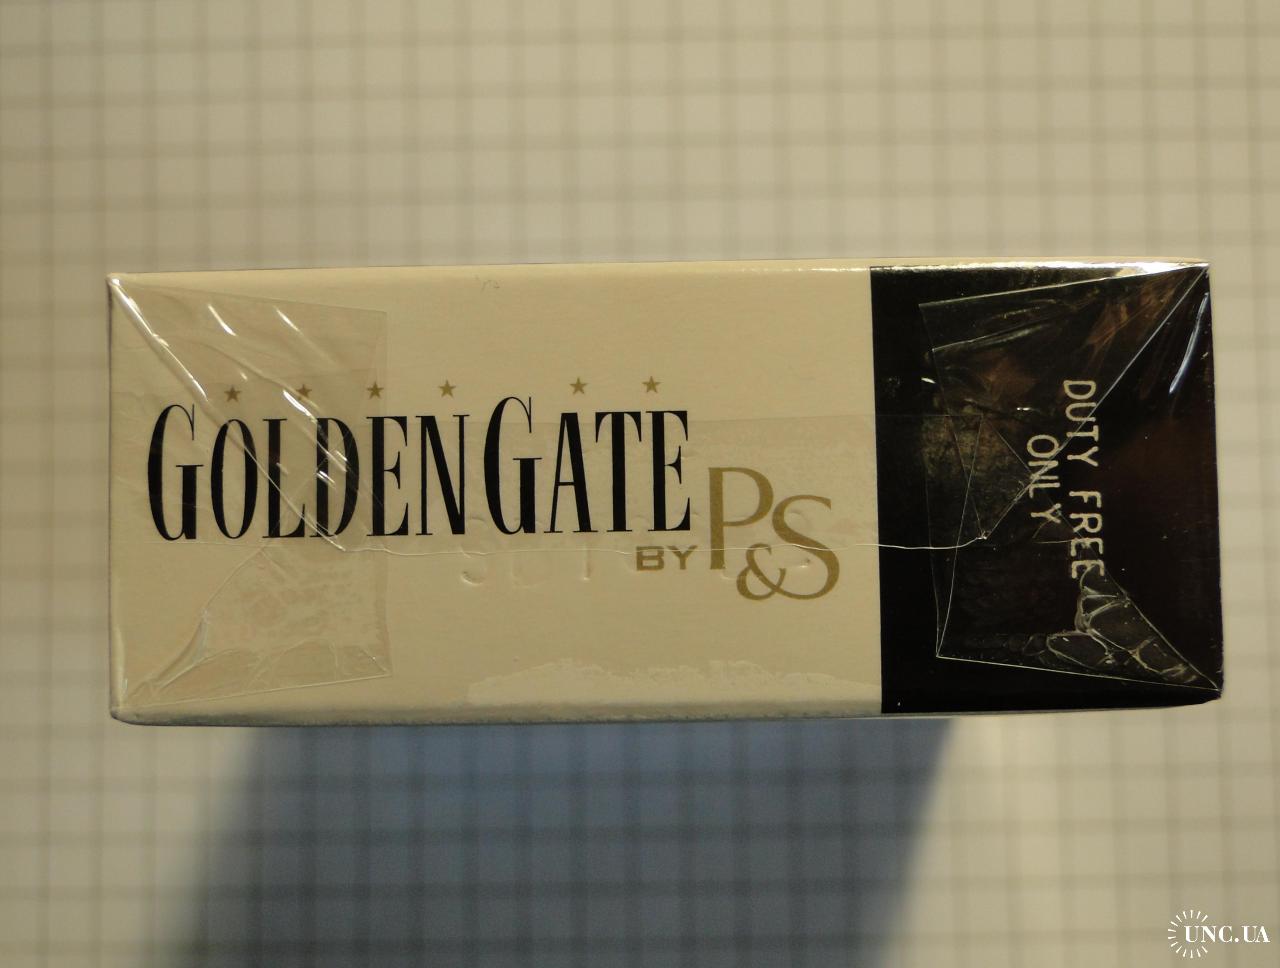 GOLDEN GATE
BY P&S
DUTY FREE
ONLY
UNC.UA